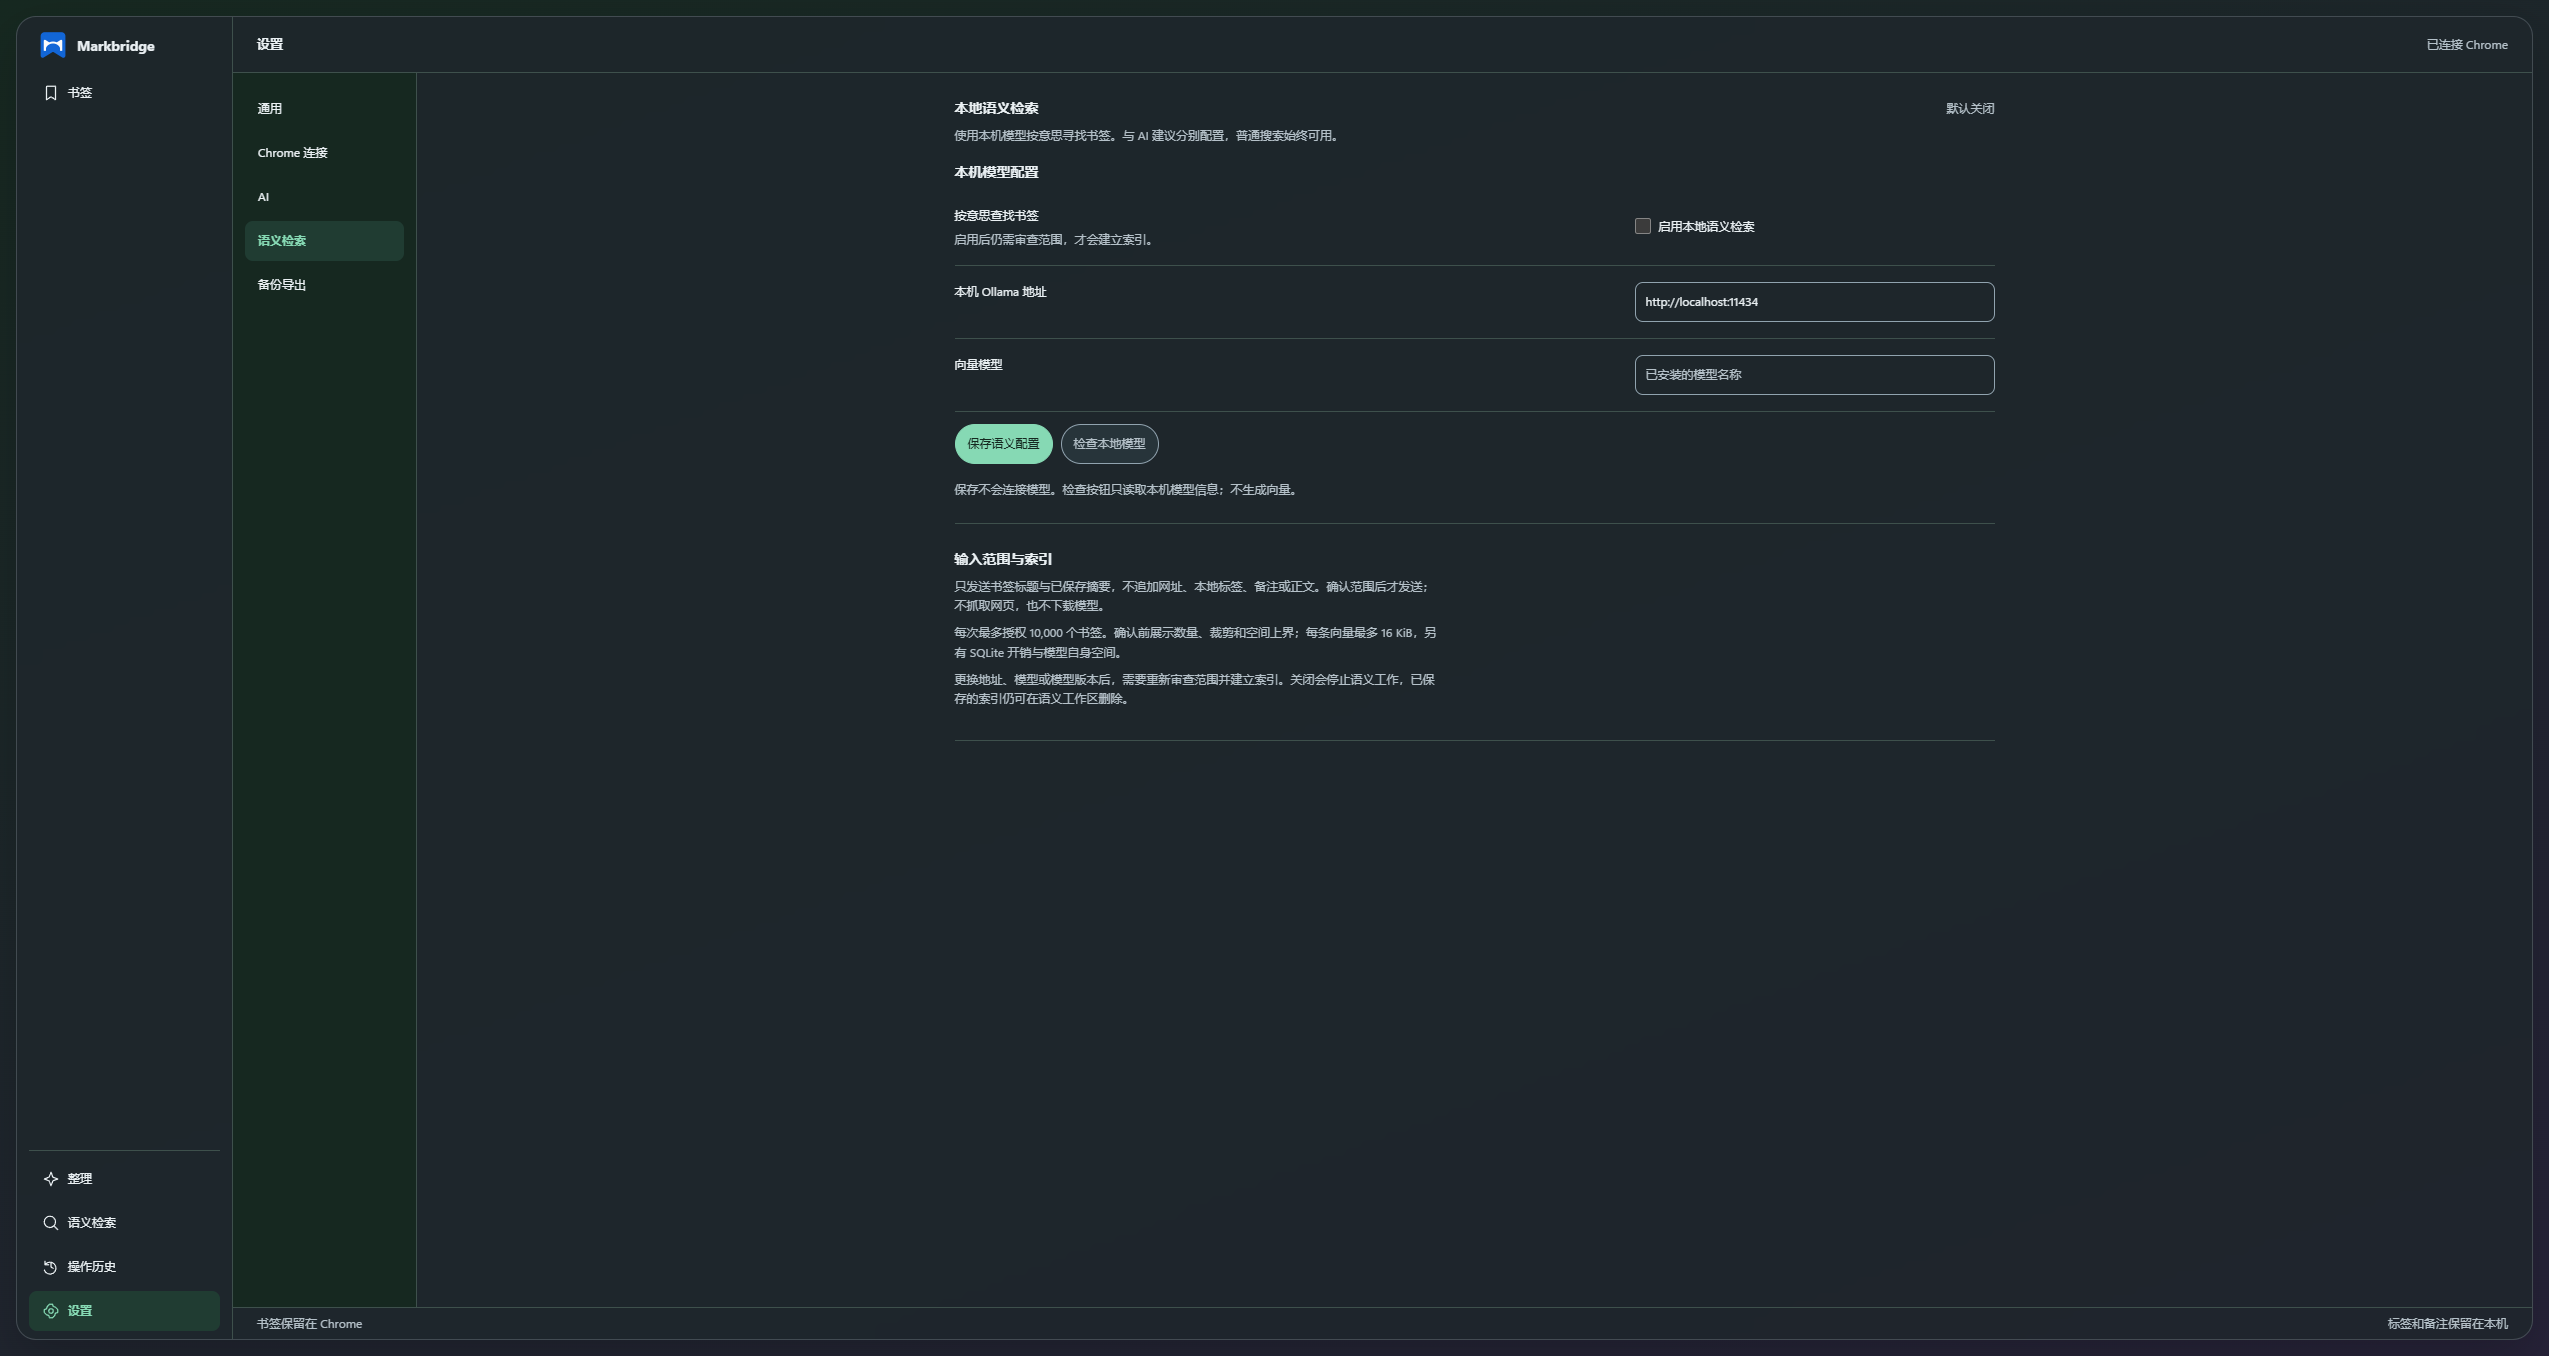 Markbridge
书签
整理
语义检索
操作历史
设置
设置
已连接 Chrome
通用
Chrome 连接
AI
语义检索
备份导出
本地语义检索
默认关闭
使用本机模型按意思寻找书签。与 AI 建议分别配置，普通搜索始终可用。
本机模型配置
按意思查找书签
启用后仍需审查范围，才会建立索引。
启用本地语义检索
本机 Ollama 地址
http://localhost:11434
向量模型
已安装的模型名称
保存语义配置
检查本地模型
保存不会连接模型。检查按钮只读取本机模型信息；不生成向量。
输入范围与索引
只发送书签标题与已保存摘要，不追加网址、本地标签、备注或正文。确认范围后才发送；
不抓取网页，也不下载模型。
每次最多授权 10,000 个书签。确认前展示数量、裁剪和空间上界；每条向量最多 16 KiB，另
有 SQLite 开销与模型自身空间。
更换地址、模型或模型版本后，需要重新审查范围并建立索引。关闭会停止语义工作，已保
存的索引仍可在语义工作区删除。
书签保留在 Chrome
标签和备注保留在本机